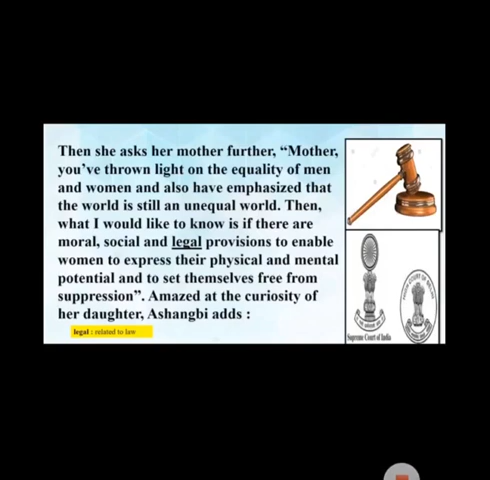 Then she asks her mother further, “Mother,
you’ve thrown light on the equality of men
and women and also have emphasized that
the world is still an unequal world. Then,
what I would like to know is if there are
moral, social and legal provisions to enable
women to express their physical and mental
potential and to set themselves free from
suppression”. Amazed at the curiosity of
her daughter, Ashangbi adds :
legal : related to law
Supreme Court of India